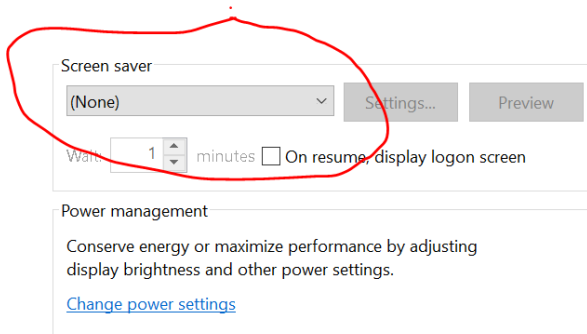 Screen saver
(None)
Settings... Preview
Wait: 1 minutes On resume, display logon screen
Power management
Conserve energy or maximize performance by adjusting
display brightness and other power settings.
Change power settings